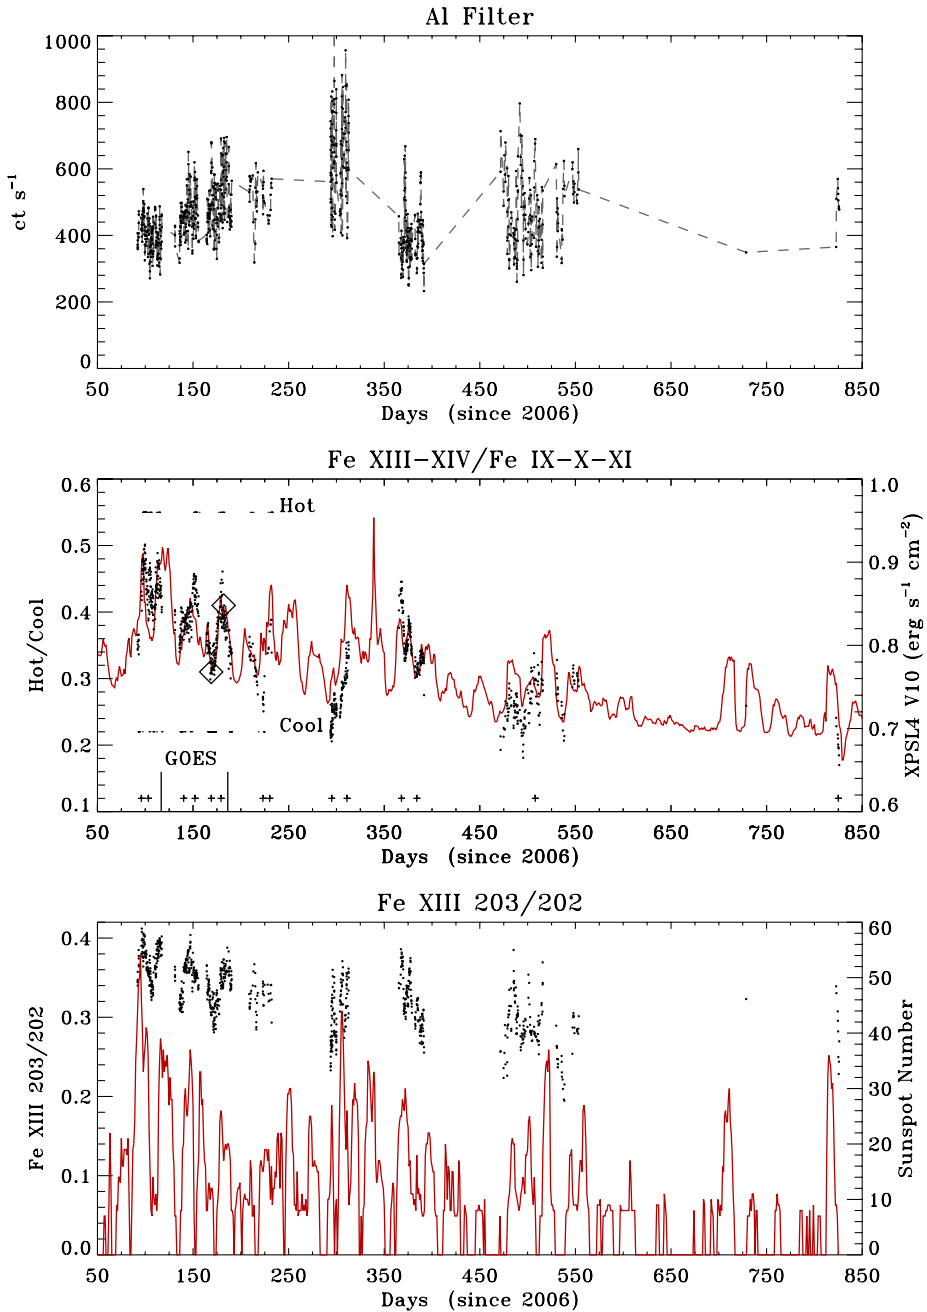 Al Filter
1000
800
600
400
200
0
ct s⁻¹
50 150 250 350 450 550 650 750 850
Days (since 2006)
Fe XIII−XIV/Fe IX−X−XI
0.6
0.5
0.4
0.3
0.2
0.1
Hot/Cool
Hot
Cool
GOES
1.0
0.9
0.8
0.7
0.6
XPSL4 V10 (erg s⁻¹ cm⁻²)
50 150 250 350 450 550 650 750 850
Days (since 2006)
Fe XIII 203/202
0.4
0.3
0.2
0.1
0.0
Fe XIII 203/202
60
50
40
30
20
10
0
Sunspot Number
50 150 250 350 450 550 650 750 850
Days (since 2006)